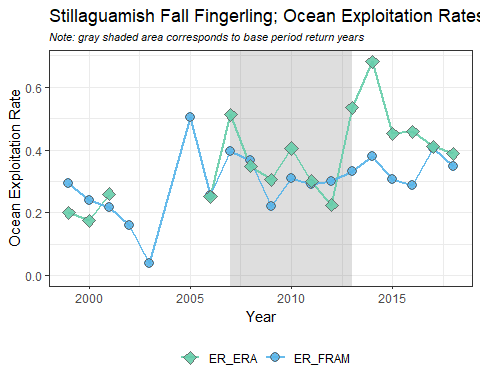 Stillaguamish Fall Fingerling; Ocean Exploitation Rates
Note: gray shaded area corresponds to base period return years
Ocean Exploitation Rate
0.6
0.4
0.2
0.0
2000 2005 2010 2015
Year
ER_ERA ER_FRAM